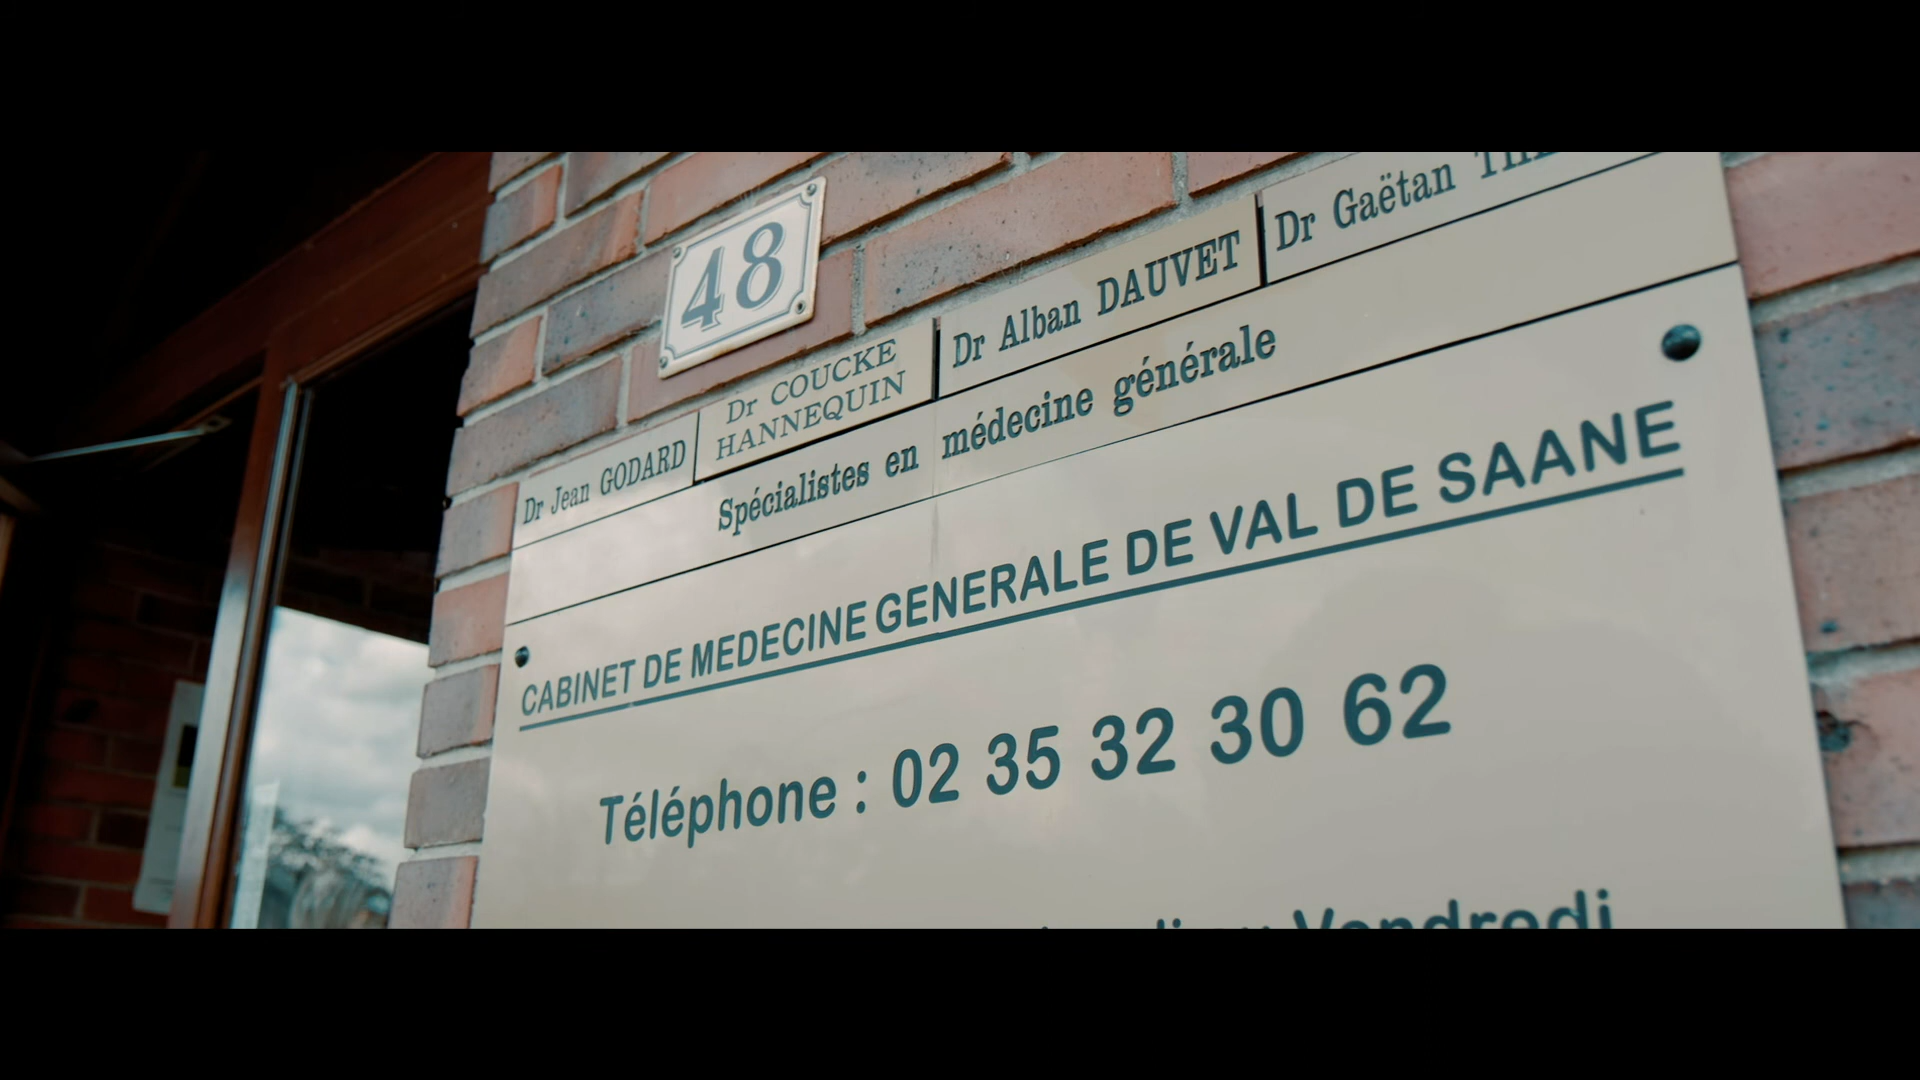 48
Dr Jean GODARD
Dr COUCKE
HANNEQUIN
Dr Alban DAUVET
Dr Gaëtan
Spécialistes en médecine générale
CABINET DE MEDECINE GENERALE DE VAL DE SAANE
Téléphone : 02 35 32 30 62
Vendredi